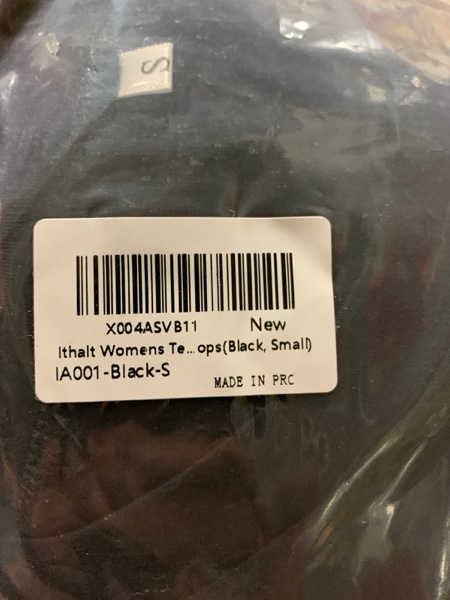 S
X004ASVB11 New
Ithalt Womens Te...ops(Black, Small)
IA001-Black-S
MADE IN PRC